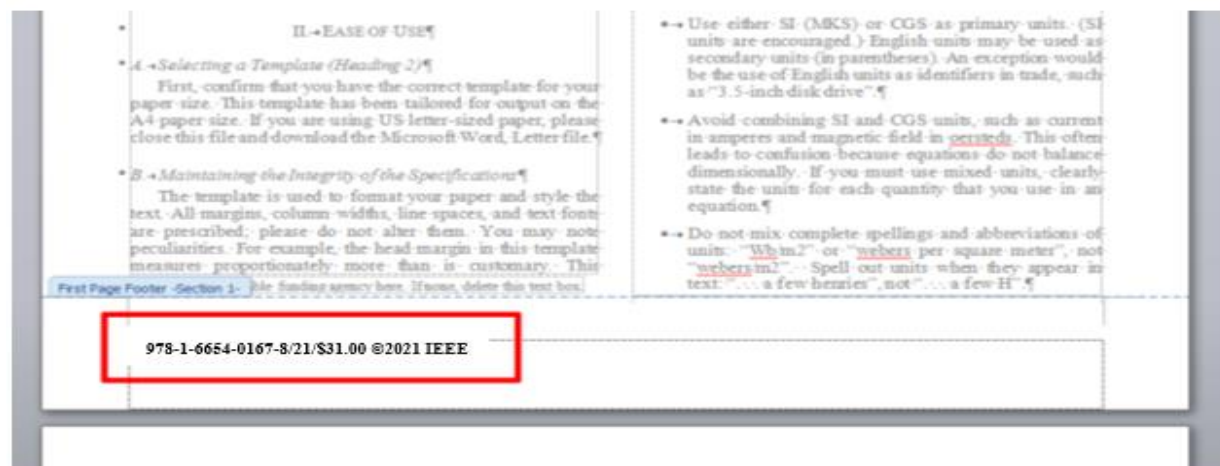 II.→EASE OF USE¶
A.→Selecting a Template (Heading 2)¶
First, confirm that you have the correct template for your
paper size. This template has been tailored for output on the
A4 paper size. If you are using US letter-sized paper, please
close this file and download the Microsoft Word, Letter file.¶
B.→Maintaining the Integrity of the Specifications¶
The template is used to format your paper and style the
text. All margins, column widths, line spaces, and text fonts
are prescribed; please do not alter them. You may note
peculiarities. For example, the head margin in this template
measures proportionately more than is customary. This
ble funding agency here. If none, delete this text box.
First Page Footer -Section 1-
•→Use either SI (MKS) or CGS as primary units. (SI
units are encouraged.) English units may be used as
secondary units (in parentheses). An exception would
be the use of English units as identifiers in trade, such
as "3.5-inch disk drive".¶
•→Avoid combining SI and CGS units, such as current
in amperes and magnetic field in oersteds. This often
leads to confusion because equations do not balance
dimensionally. If you must use mixed units, clearly
state the units for each quantity that you use in an
equation.¶
•→Do not mix complete spellings and abbreviations of
units: "Wb/m2" or "webers per square meter", not
"webers/m2". Spell out units when they appear in
text: ". . . a few henries", not ". . . a few H".¶
978-1-6654-0167-8/21/$31.00 ©2021 IEEE